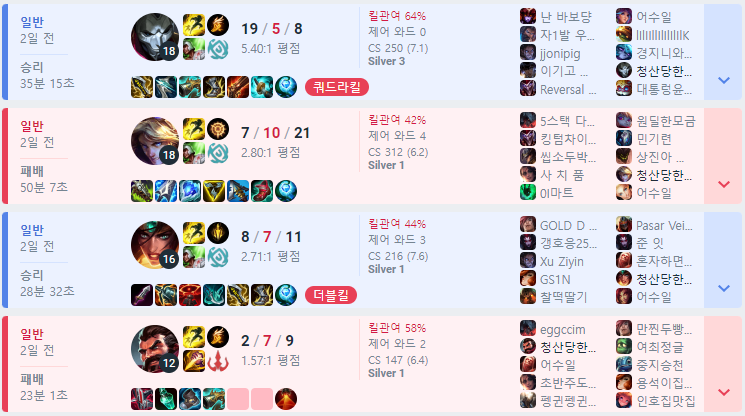 일반
2일 전
승리
35분 15초
18
19 / 5 / 8
5.40:1 평점
쿼드라킬
킬관여 64%
제어 와드 0
CS 250 (7.1)
Silver 3
난 바보댱
자1발 우...
jjonipig
이기고 ...
Reversal ...
어수일
경지니와...
청산당한...
대통렁윤...
일반
2일 전
패배
50분 7초
18
7 / 10 / 21
2.80:1 평점
킬관여 42%
제어 와드 4
CS 312 (6.2)
Silver 1
5스택 다...
킹텀차이...
씹소두박...
사 치 품
0I마트
원딜한모금
민기련
상진아 ...
청산당한...
어수일
일반
2일 전
승리
28분 32초
16
8 / 7 / 11
2.71:1 평점
더블킬
킬관여 44%
제어 와드 3
CS 216 (7.6)
Silver 1
GOLD D ...
갱호응25...
Xu Ziyin
GS1N
찰떡딸기
Pasar Vei...
준 잇
혼자하면...
청산당한...
어수일
일반
2일 전
패배
23분 1초
12
2 / 7 / 9
1.57:1 평점
킬관여 58%
제어 와드 2
CS 147 (6.4)
Silver 1
eggccim
청산당한...
어수일
초반주도...
펭귄펭귄...
만찐두빵...
여최정글
중지승천
용석이집...
인호집맛집